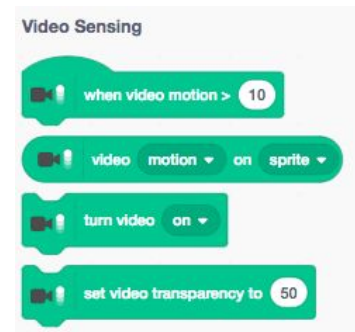 Video Sensing
when video motion > 10
video motion on sprite
turn video on
set video transparency to 50